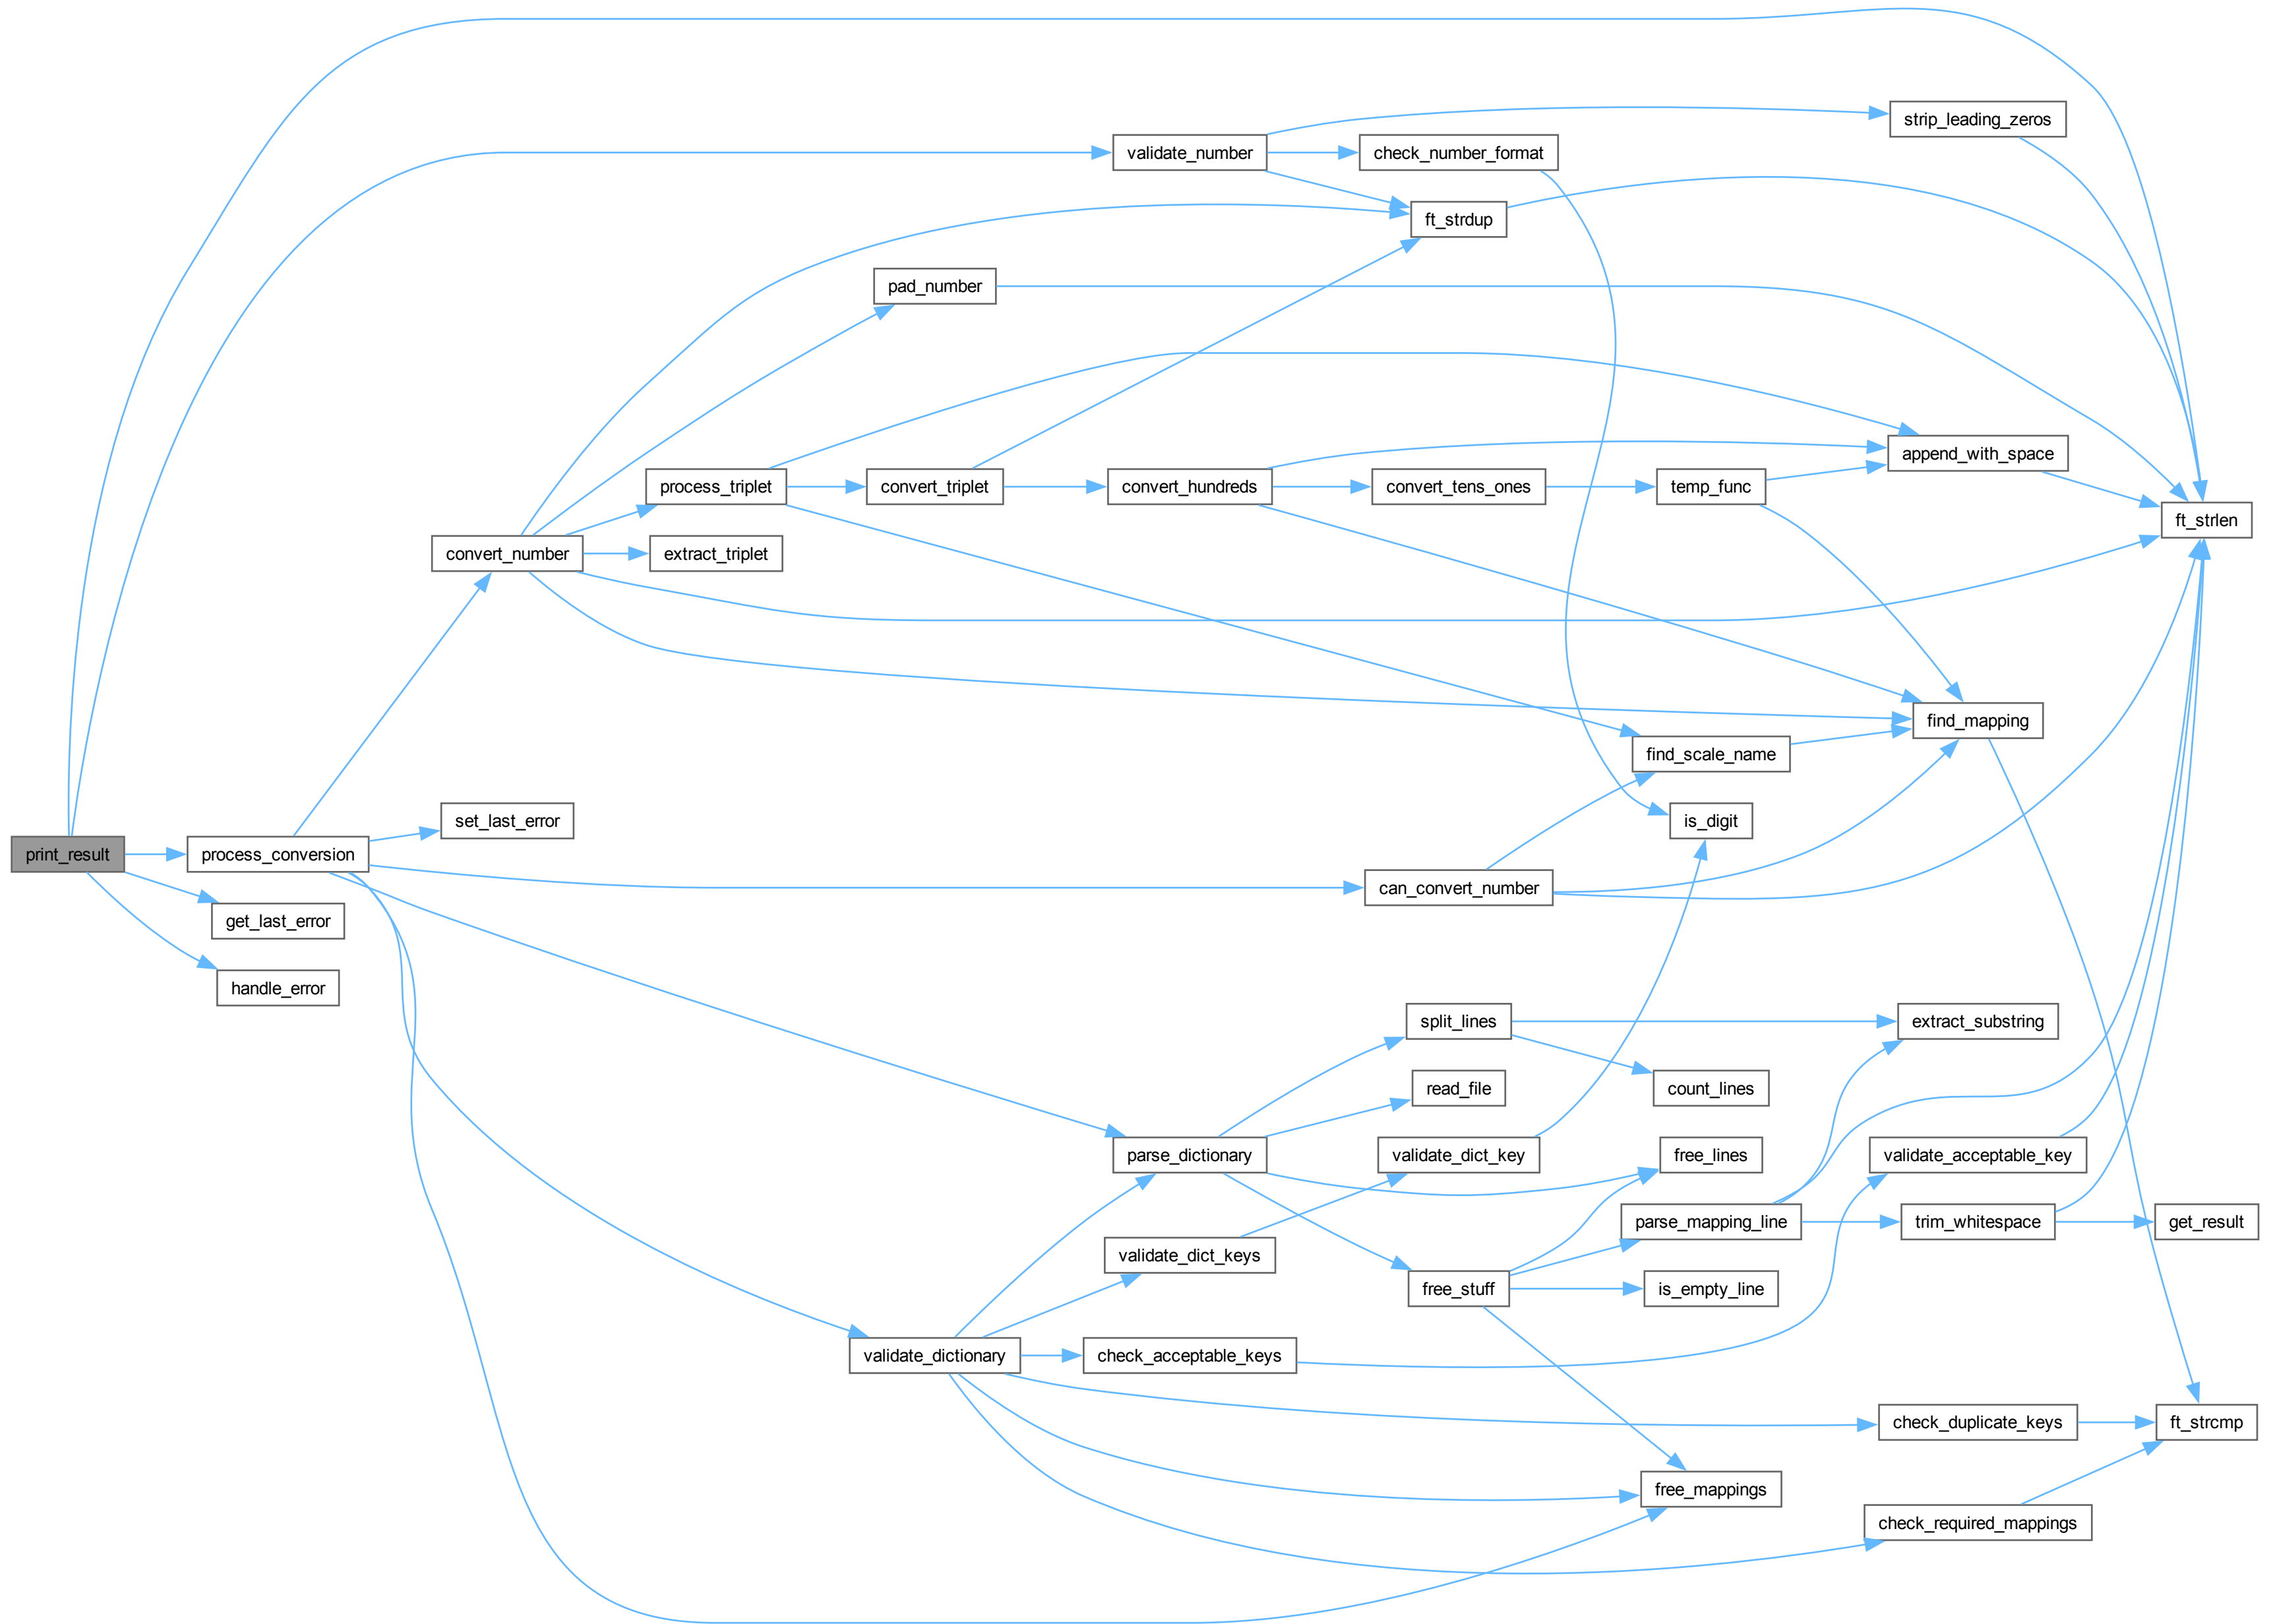 strip_leading_zeros
validate_number
check_number_format
ft_strdup
pad_number
append_with_space
process_triplet
convert_triplet
convert_hundreds
convert_tens_ones
temp_func
ft_strlen
convert_number
extract_triplet
find_mapping
find_scale_name
set_last_error
is_digit
print_result
process_conversion
can_convert_number
get_last_error
handle_error
split_lines
extract_substring
read_file
count_lines
parse_dictionary
validate_dict_key
free_lines
validate_acceptable_key
parse_mapping_line
trim_whitespace
get_result
validate_dict_keys
free_stuff
is_empty_line
validate_dictionary
check_acceptable_keys
check_duplicate_keys
ft_strcmp
free_mappings
check_required_mappings